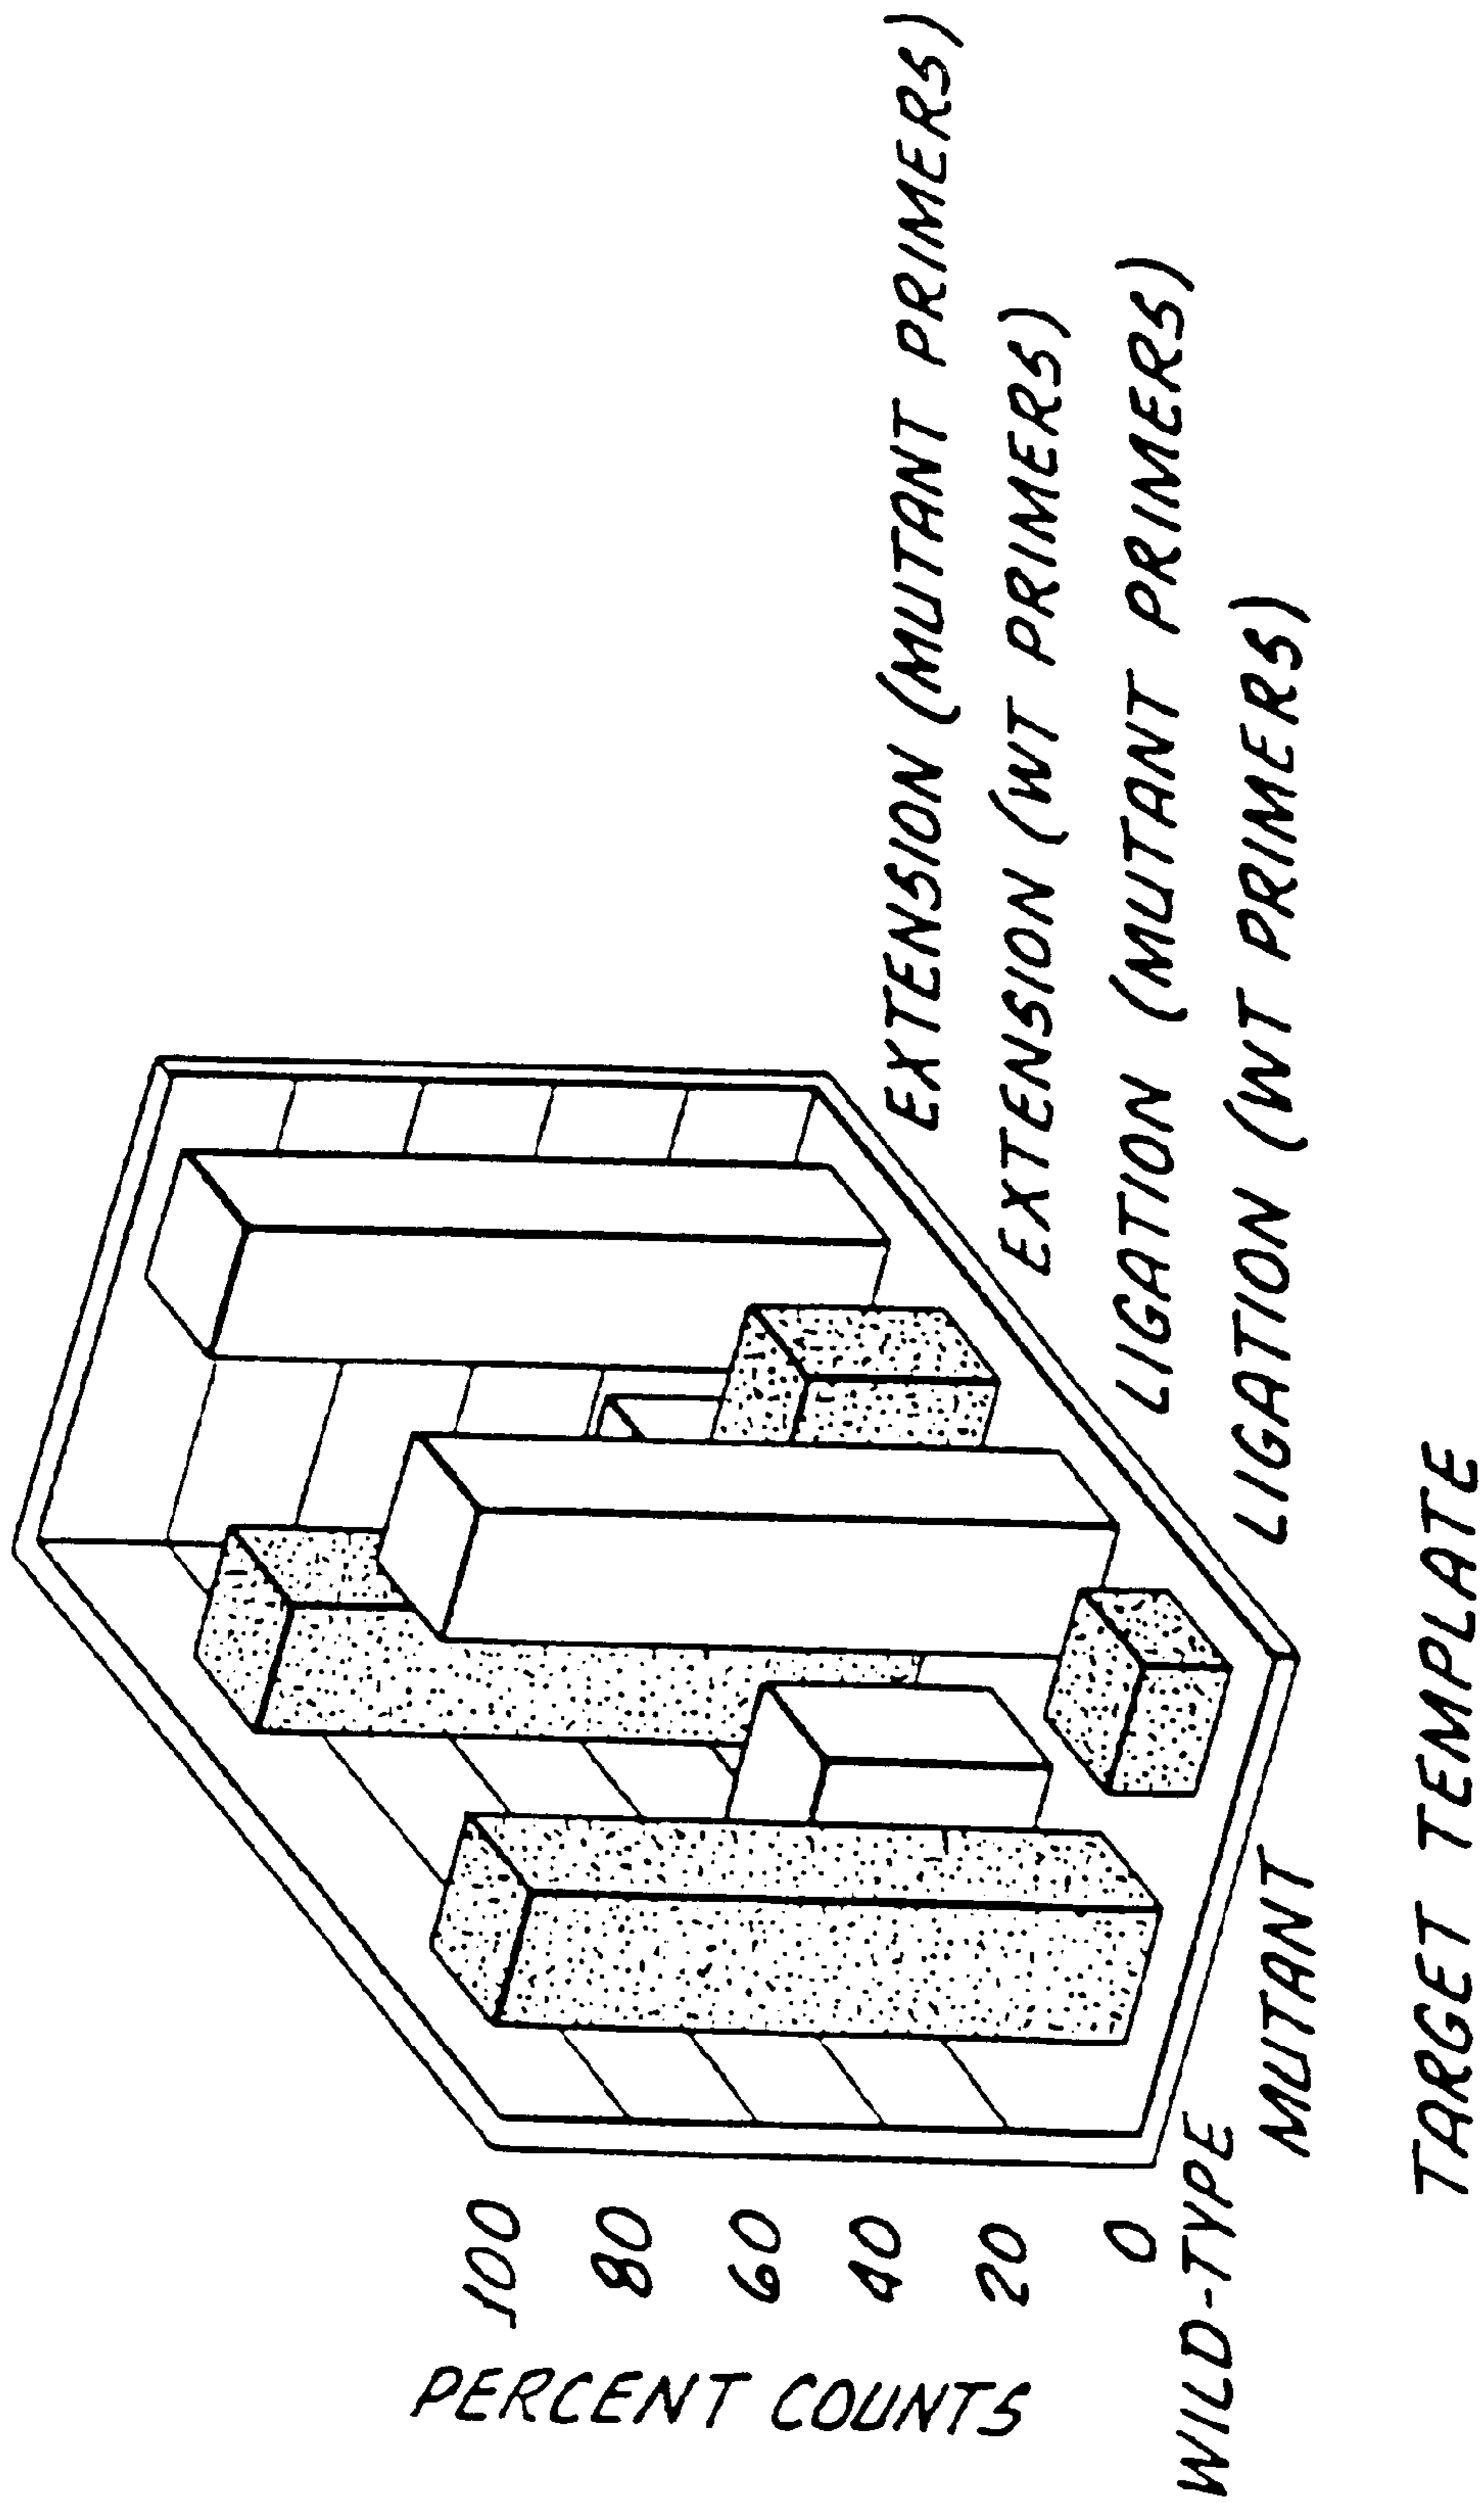 PERCENT COUNTS
100
80
60
40
20
0
WILD-TYPE
MUTANT
TARGET TEMPLATE
EXTENSION (MUTANT PRIMERS)
EXTENSION (WT PRIMERS)
LIGATION (MUTANT PRIMERS)
LIGATION (WT PRIMERS)